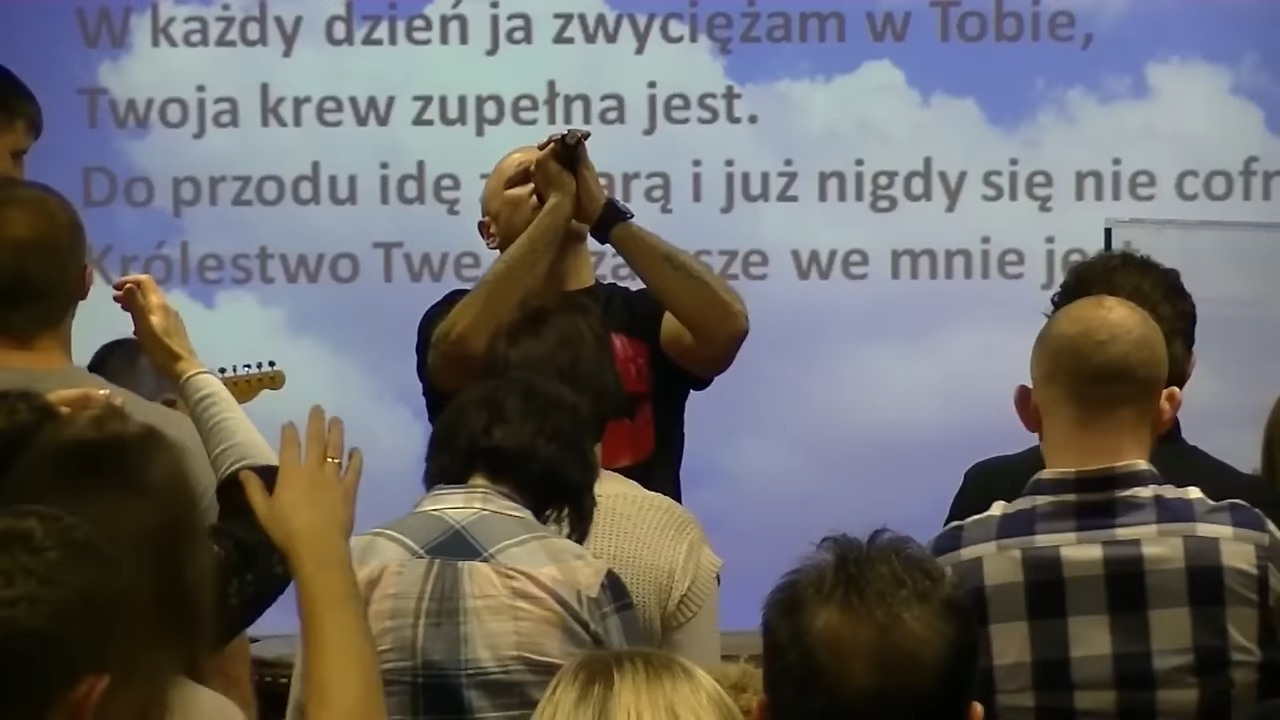 W każdy dzień ja zwyciężam w Tobie,
Twoja krew zupełna jest.
Do przodu idę i już nigdy się nie
Królestwo Twe we mnie